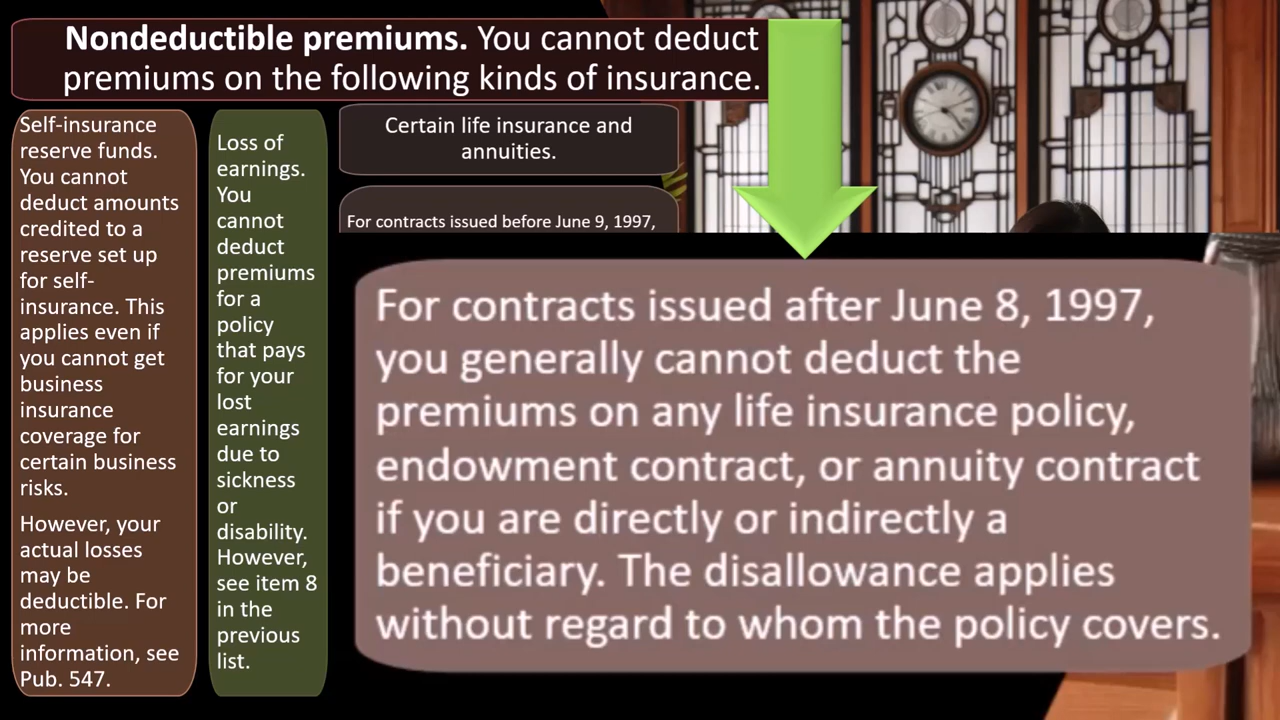 Nondeductible premiums. You cannot deduct
premiums on the following kinds of insurance.
Self-insurance
reserve funds.
You cannot
deduct amounts
credited to a
reserve set up
for self-
insurance. This
applies even if
you cannot get
business
insurance
coverage for
certain business
risks.
However, your
actual losses
may be
deductible. For
more
information, see
Pub. 547.
Loss of
earnings.
You
cannot
deduct
premiums
for a
policy
that pays
for your
lost
earnings
due to
sickness
or
disability.
However,
see item 8
in the
previous
list.
Certain life insurance and
annuities.
For contracts issued before June 9, 1997,
For contracts issued after June 8, 1997,
you generally cannot deduct the
premiums on any life insurance policy,
endowment contract, or annuity contract
if you are directly or indirectly a
beneficiary. The disallowance applies
without regard to whom the policy covers.